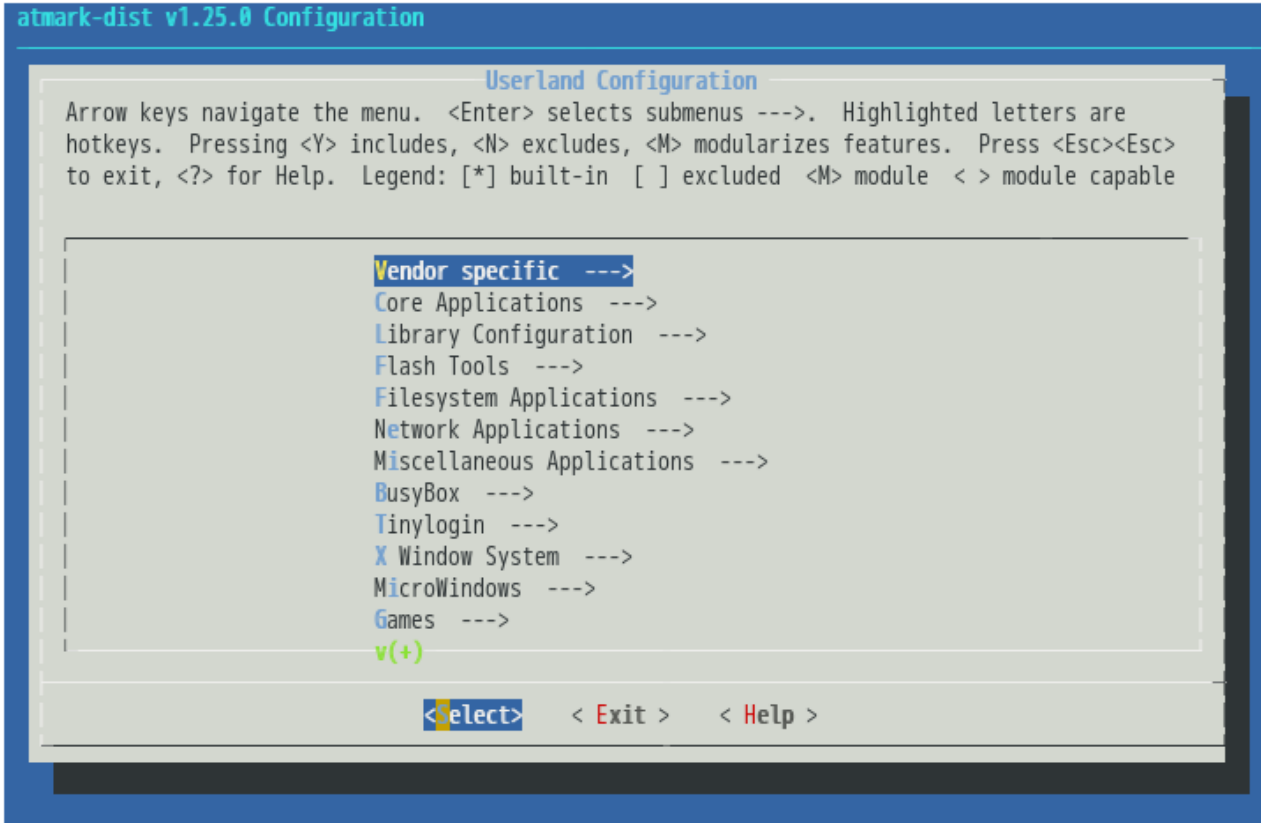 atmark-dist v1.25.0 Configuration
Userland Configuration
Arrow keys navigate the menu.  <Enter> selects submenus --->.  Highlighted letters are
hotkeys.  Pressing <Y> includes, <N> excludes, <M> modularizes features.  Press <Esc><Esc>
to exit, <?> for Help.  Legend: [*] built-in  [ ] excluded  <M> module  < > module capable
Vendor specific  --->
Core Applications  --->
Library Configuration  --->
Flash Tools  --->
Filesystem Applications  --->
Network Applications  --->
Miscellaneous Applications  --->
BusyBox  --->
Tinylogin  --->
X Window System  --->
MicroWindows  --->
Games  --->
v(+)
<Select>    < Exit >    < Help >